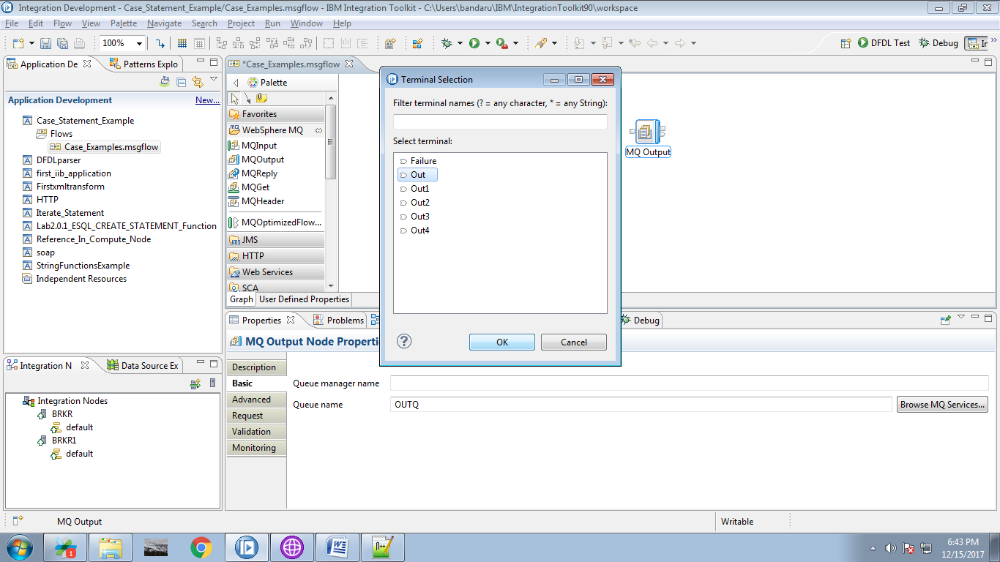 Integration Development - Case_Statement_Example/Case_Examples.msgflow - IBM Integration Toolkit - C:\Users\bandaru\IBM\IntegrationToolkit90\workspace
File Edit Flow View Palette Navigate Search Project Run Window Help
100%
DFDL Test
Debug
Application De
Patterns Explo
Application Development
New...
Case_Statement_Example
Flows
Case_Examples.msgflow
DFDLparser
first_iib_application
Firstxmltransform
HTTP
Iterate_Statement
Lab2.0.1_ESQL_CREATE_STATEMENT_Function
Reference_In_Compute_Node
soap
StringFunctionsExample
Independent Resources
Integration N
Data Source Ex
Integration Nodes
BRKR
default
BRKR1
default
*Case_Examples.msgflow
Palette
Favorites
WebSphere MQ
MQInput
MQOutput
MQReply
MQGet
MQHeader
MQOptimizedFlow...
JMS
HTTP
Web Services
SCA
Graph
User Defined Properties
MQ Output
Terminal Selection
Filter terminal names (? = any character, * = any String):
Select terminal:
Failure
Out
Out1
Out2
Out3
Out4
?
OK
Cancel
Properties
Problems
Debug
MQ Output Node Properti
Description
Basic
Advanced
Request
Validation
Monitoring
Queue manager name
Queue name
OUTQ
Browse MQ Services...
MQ Output
Writable
1
6:43 PM
12/15/2017